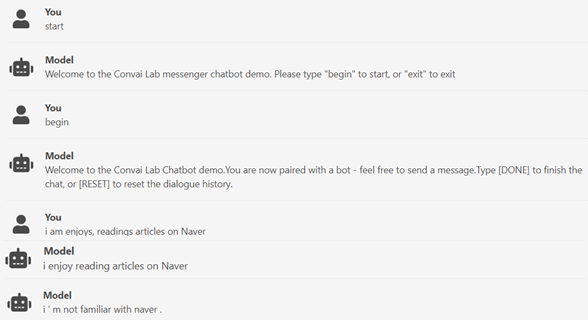 You
start
Model
Welcome to the Convai Lab messenger chatbot demo. Please type "begin" to start, or "exit" to exit
You
begin
Model
Welcome to the Convai Lab Chatbot demo.You are now paired with a bot - feel free to send a message.Type [DONE] to finish the
chat, or [RESET] to reset the dialogue history.
You
i am enjoys, readings articles on Naver
Model
i enjoy reading articles on Naver
Model
i ' m not familiar with naver .